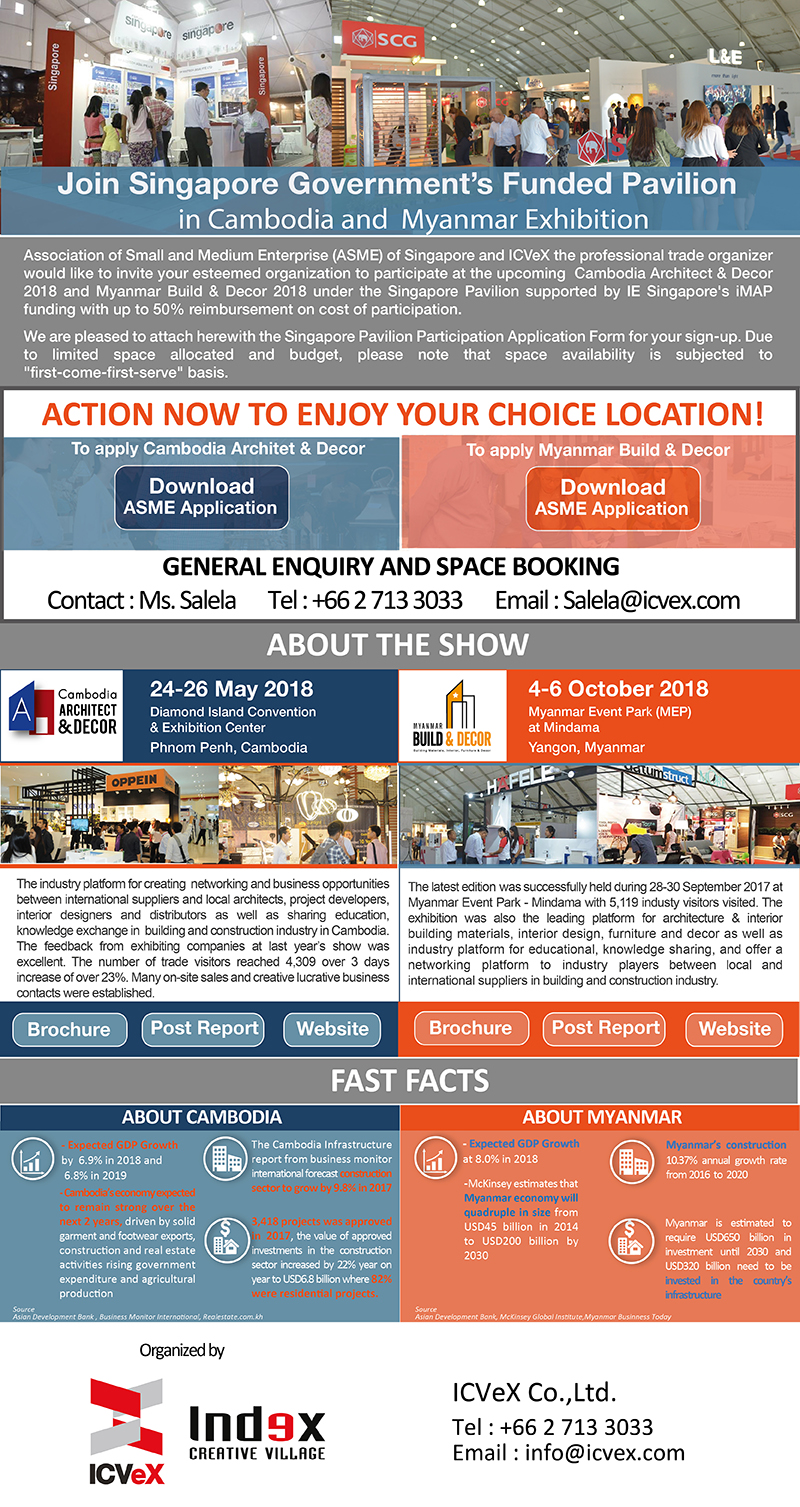 singapore
singapore
Singapore
Singapore
SCG
L&E
Join Singapore Government's Funded Pavilion
in Cambodia and Myanmar Exhibition
Association of Small and Medium Enterprise (ASME) of Singapore and ICVeX the professional trade organizer
would like to invite your esteemed organization to participate at the upcoming Cambodia Architect & Decor
2018 and Myanmar Build & Decor 2018 under the Singapore Pavilion supported by IE Singapore's iMAP
funding with up to 50% reimbursement on cost of participation.
We are pleased to attach herewith the Singapore Pavilion Participation Application Form for your sign-up. Due
to limited space allocated and budget, please note that space availability is subjected to
"first-come-first-serve" basis.
ACTION NOW TO ENJOY YOUR CHOICE LOCATION!
To apply Cambodia Architet & Decor
Download
ASME Application
To apply Myanmar Build & Decor
Download
ASME Application
GENERAL ENQUIRY AND SPACE BOOKING
Contact : Ms. Salela Tel : +66 2 713 3033 Email : Salela@icvex.com
ABOUT THE SHOW
A
Cambodia
ARCHITECT
&DECOR
24-26 May 2018
Diamond Island Convention
& Exhibition Center
Phnom Penh, Cambodia
MYANMAR
BUILD & DECOR
Building Materials, Interior, Furniture & Decor
4-6 October 2018
Myanmar Event Park (MEP)
at Mindama
Yangon, Myanmar
OPPEIN
HAFELE
datumstruct
SCG
The industry platform for creating networking and business opportunities
between international suppliers and local architects, project developers,
interior designers and distributors as well as sharing education,
knowledge exchange in building and construction industry in Cambodia.
The feedback from exhibiting companies at last year's show was
excellent. The number of trade visitors reached 4,309 over 3 days
increase of over 23%. Many on-site sales and creative lucrative business
contacts were established.
The latest edition was successfully held during 28-30 September 2017 at
Myanmar Event Park - Mindama with 5,119 industy visitors visited. The
exhibition was also the leading platform for architecture & interior
building materials, interior design, furniture and decor as well as
industry platform for educational, knowledge sharing, and offer a
networking platform to industry players between local and
international suppliers in building and construction industry.
Brochure
Post Report
Website
Brochure
Post Report
Website
FAST FACTS
ABOUT CAMBODIA
- Expected GDP Growth
by 6.9% in 2018 and
6.8% in 2019
- Cambodia's economy expected
to remain strong over the
next 2 years, driven by solid
garment and footwear exports,
construction and real estate
activities rising government
expenditure and agricultural
production
The Cambodia Infrastructure
report from business monitor
international forecast construction
sector to grow by 9.8% in 2017
3,418 projects was approved
in 2017, the value of approved
investments in the construction
sector increased by 22% year on
year to USD6.8 billion where 82%
were residential projects.
Source
Asian Development Bank , Business Monitor International, Realestate.com.kh
ABOUT MYANMAR
- Expected GDP Growth
at 8.0% in 2018
-McKinsey estimates that
Myanmar economy will
quadruple in size from
USD45 billion in 2014
to USD200 billion by
2030
Myanmar's construction
10.37% annual growth rate
from 2016 to 2020
Myanmar is estimated to
require USD650 billion in
investment until 2030 and
USD320 billion need to be
invested in the country's
infrastructure
Source
Asian Development Bank, McKinsey Global Institute,Myanmar Businness Today
Organized by
ICVeX
Index
CREATIVE VILLAGE
ICVeX Co.,Ltd.
Tel : +66 2 713 3033
Email : info@icvex.com